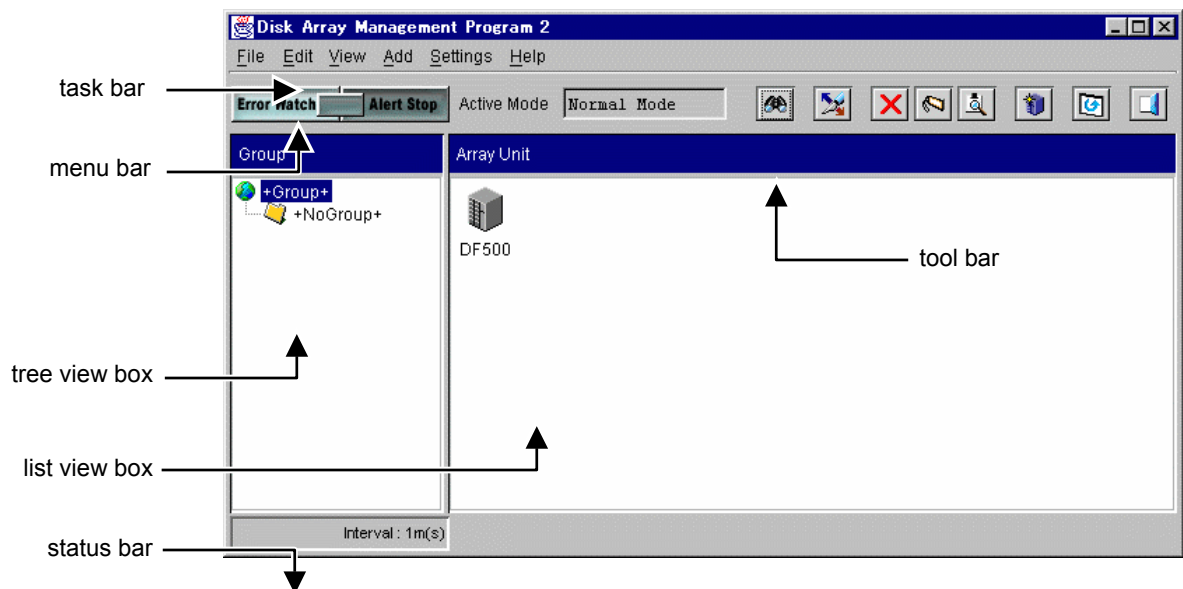 Disk Array Management Program 2
File Edit View Add Settings Help
task bar
Error Watch Alert Stop Active Mode Normal Mode
menu bar
Group Array Unit
+Group+
+NoGroup+
DF500
tool bar
tree view box
list view box
Interval : 1m(s)
status bar